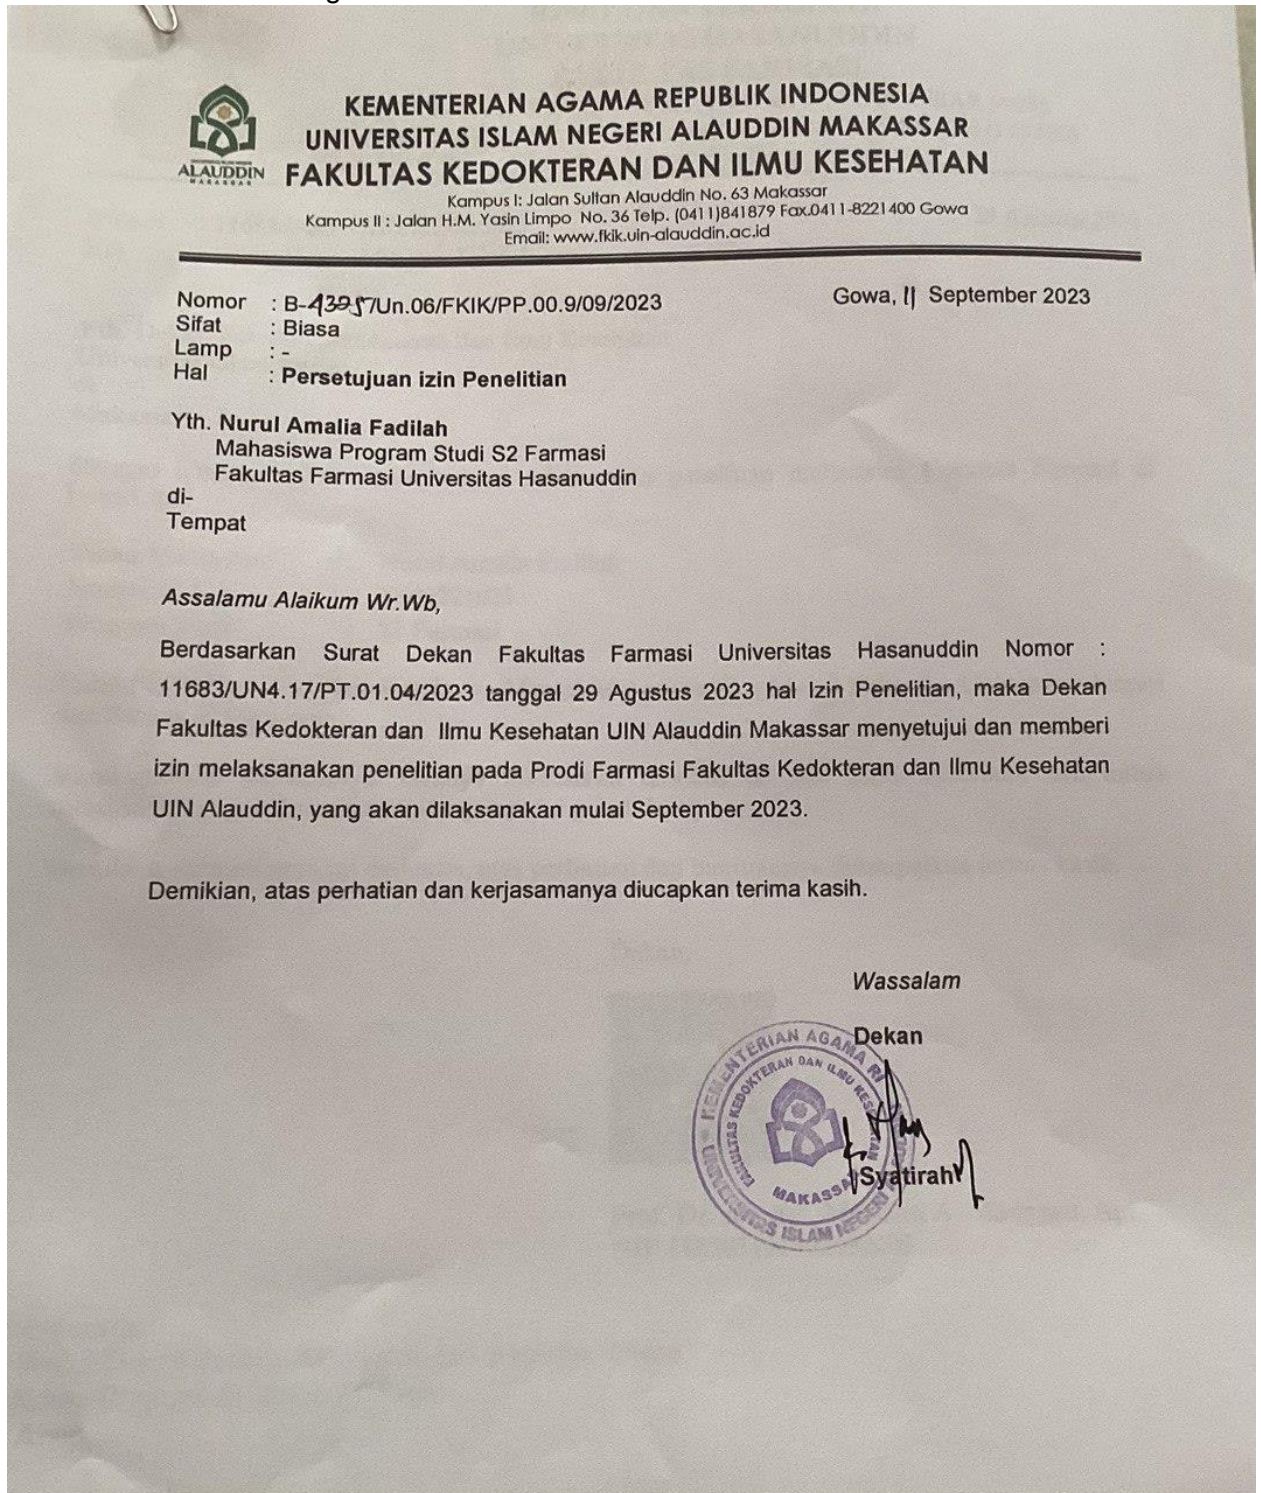 KEMENTERIAN AGAMA REPUBLIK INDONESIA
UNIVERSITAS ISLAM NEGERI ALAUDDIN MAKASSAR
FAKULTAS KEDOKTERAN DAN ILMU KESEHATAN
ALAUDDIN
MAKASSAR
Kampus I: Jalan Sultan Alauddin No. 63 Makassar
Kampus II : Jalan H.M. Yasin Limpo No. 36 Telp. (0411)841879 Fax.0411-8221400 Gowa
Email: www.fkik.uin-alauddin.ac.id
Nomor : B-/Un.06/FKIK/PP.00.9/09/2023
Gowa, 11 September 2023
Sifat : Biasa
Lamp : -
Hal : Persetujuan izin Penelitian
Yth. Nurul Amalia Fadilah
Mahasiswa Program Studi S2 Farmasi
Fakultas Farmasi Universitas Hasanuddin
di-
Tempat
Assalamu Alaikum Wr.Wb,
Berdasarkan Surat Dekan Fakultas Farmasi Universitas Hasanuddin Nomor :
11683/UN4.17/PT.01.04/2023 tanggal 29 Agustus 2023 hal Izin Penelitian, maka Dekan
Fakultas Kedokteran dan Ilmu Kesehatan UIN Alauddin Makassar menyetujui dan memberi
izin melaksanakan penelitian pada Prodi Farmasi Fakultas Kedokteran dan Ilmu Kesehatan
UIN Alauddin, yang akan dilaksanakan mulai September 2023.
Demikian, atas perhatian dan kerjasamanya diucapkan terima kasih.
Wassalam
Dekan
KEMENTERIAN AGAMA RI
FAKULTAS KEDOKTERAN DAN ILMU KESEHATAN
MAKASSAR
UNIVERSITAS ISLAM NEGERI
Syatirah